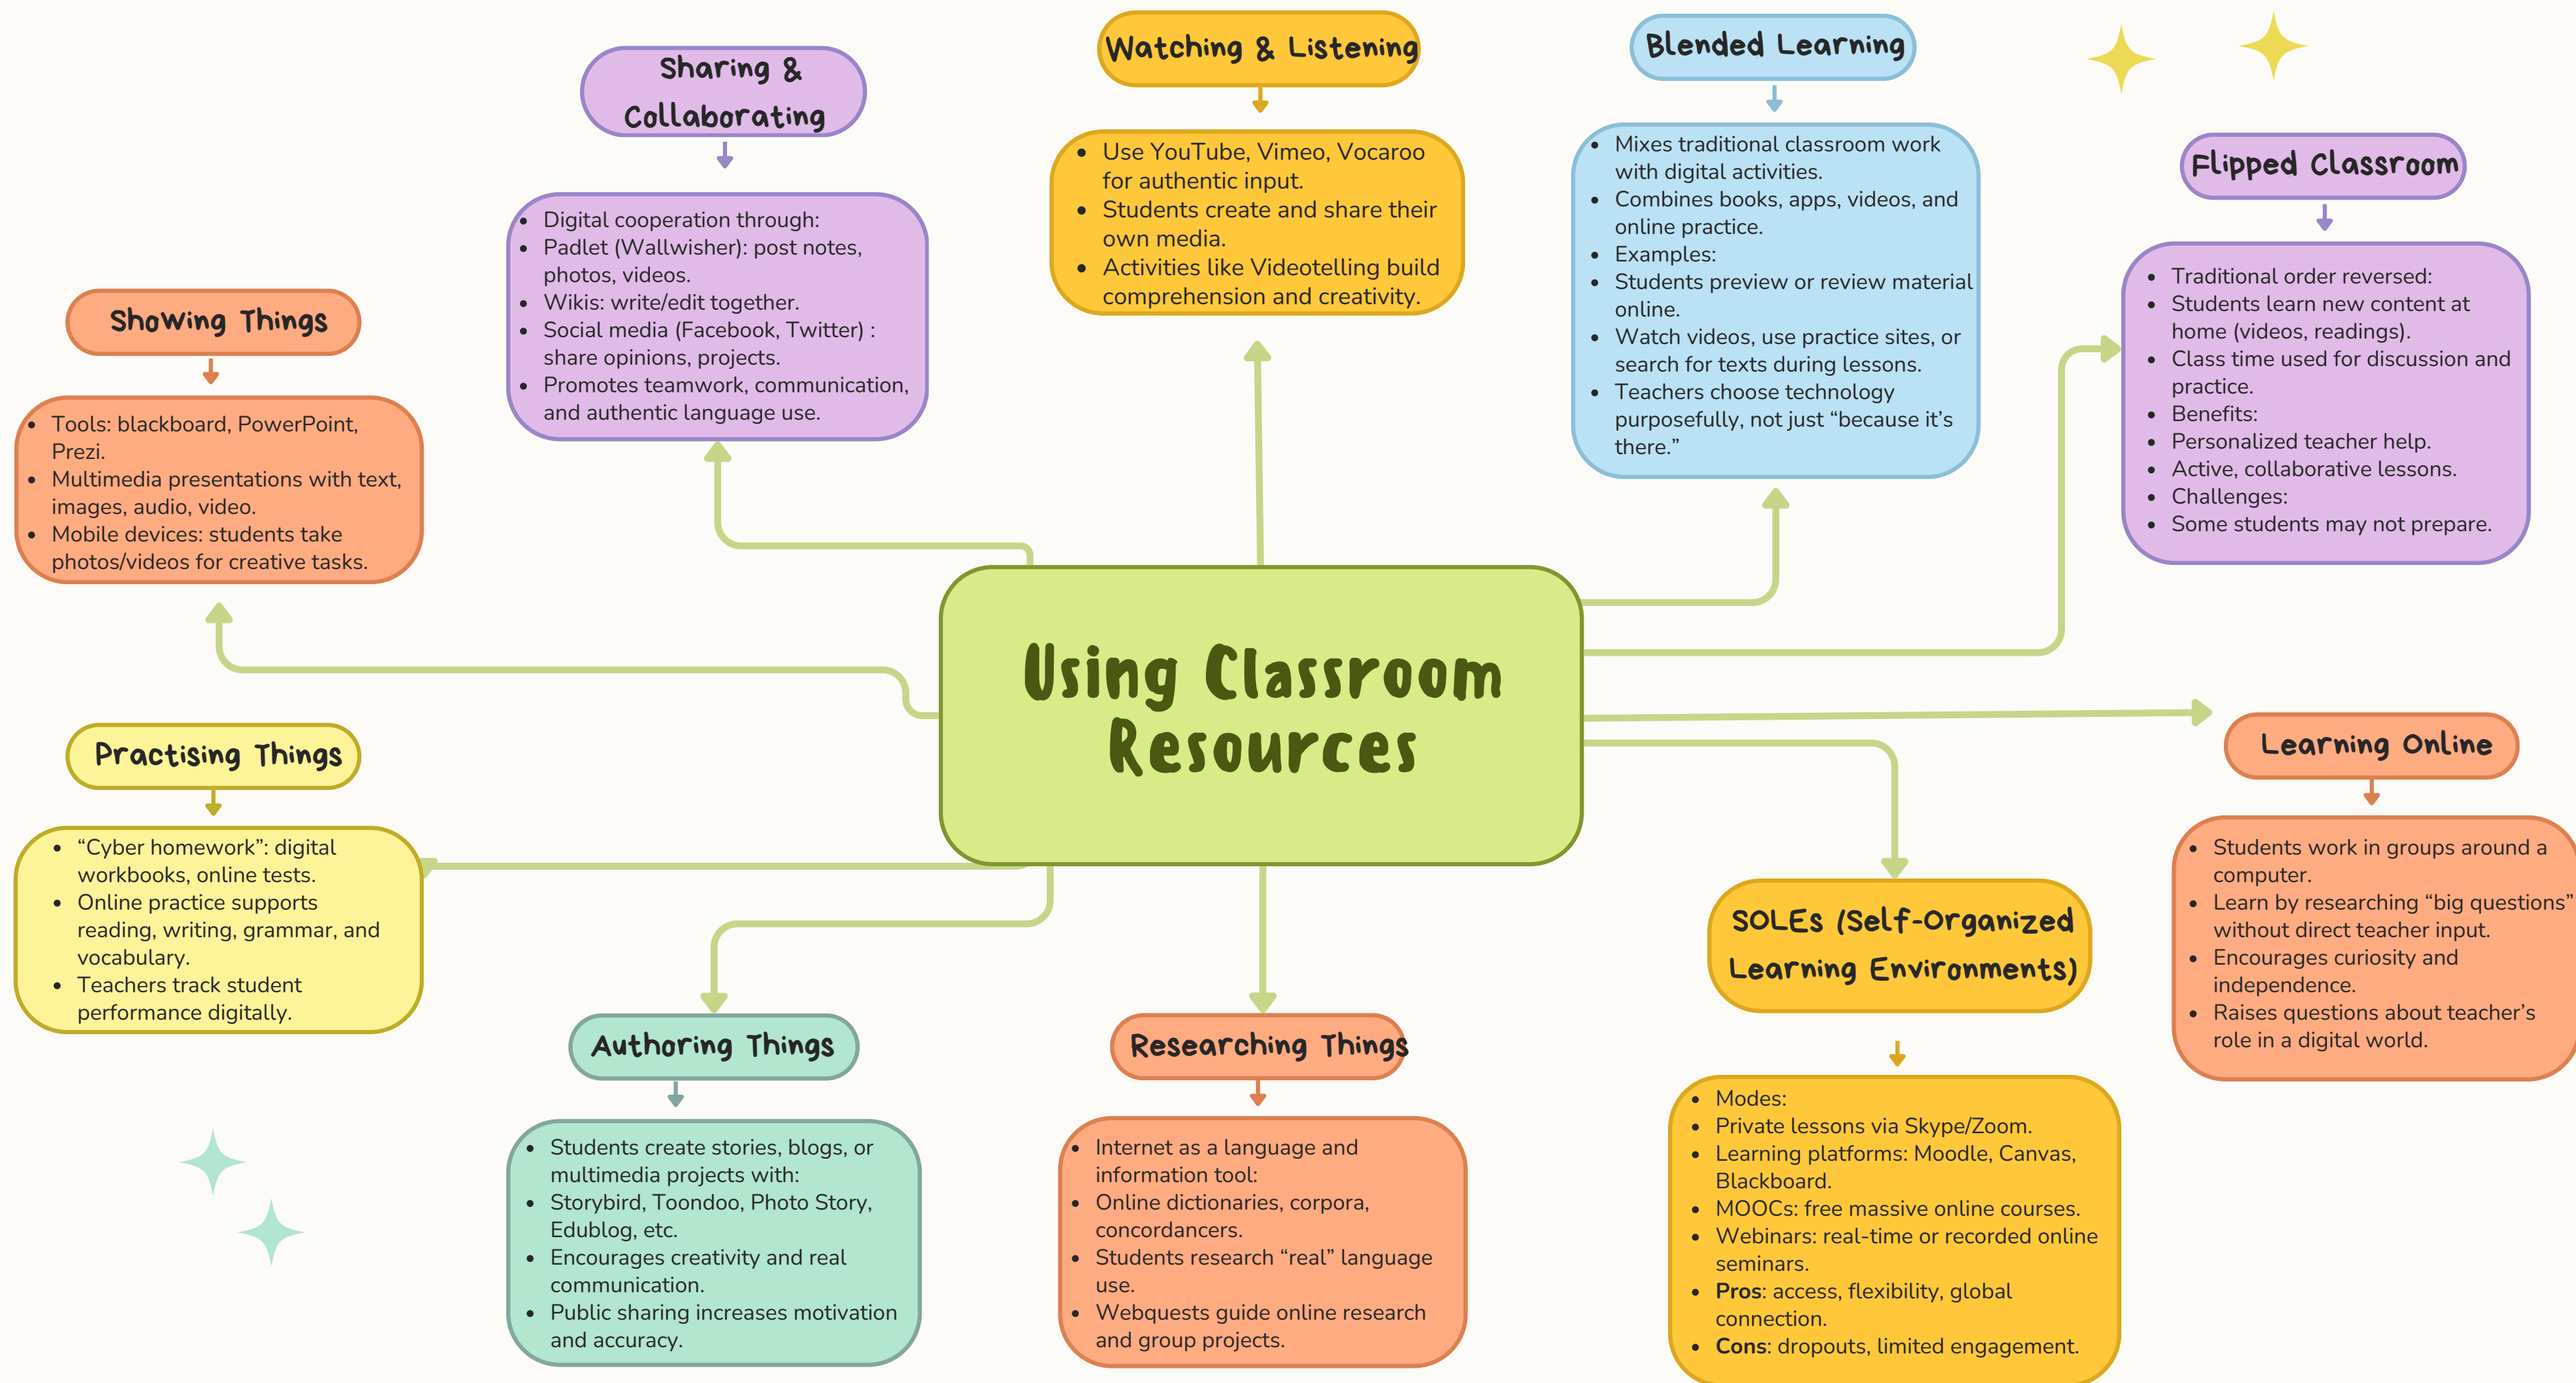 Using Classroom
Resources
Showing Things
Tools: blackboard, PowerPoint,
Prezi.
Multimedia presentations with text,
images, audio, video.
Mobile devices: students take
photos/videos for creative tasks.
Sharing &
Collaborating
Digital cooperation through:
Padlet (Wallwisher): post notes,
photos, videos.
Wikis: write/edit together.
Social media (Facebook, Twitter) :
share opinions, projects.
Promotes teamwork, communication,
and authentic language use.
Watching & Listening
Use YouTube, Vimeo, Vocaroo
for authentic input.
Students create and share their
own media.
Activities like Videotelling build
comprehension and creativity.
Blended Learning
Mixes traditional classroom work
with digital activities.
Combines books, apps, videos, and
online practice.
Examples:
Students preview or review material
online.
Watch videos, use practice sites, or
search for texts during lessons.
Teachers choose technology
purposefully, not just “because it’s
there.”
Flipped Classroom
Traditional order reversed:
Students learn new content at
home (videos, readings).
Class time used for discussion and
practice.
Benefits:
Personalized teacher help.
Active, collaborative lessons.
Challenges:
Some students may not prepare.
Practising Things
“Cyber homework”: digital
workbooks, online tests.
Online practice supports
reading, writing, grammar, and
vocabulary.
Teachers track student
performance digitally.
Authoring Things
Students create stories, blogs, or
multimedia projects with:
Storybird, Toondoo, Photo Story,
Edublog, etc.
Encourages creativity and real
communication.
Public sharing increases motivation
and accuracy.
Researching Things
Internet as a language and
information tool:
Online dictionaries, corpora,
concordancers.
Students research “real” language
use.
Webquests guide online research
and group projects.
SOLEs (Self-Organized
Learning Environments)
Modes:
Private lessons via Skype/Zoom.
Learning platforms: Moodle, Canvas,
Blackboard.
MOOCs: free massive online courses.
Webinars: real-time or recorded online
seminars.
Pros: access, flexibility, global
connection.
Cons: dropouts, limited engagement.
Learning Online
Students work in groups around a
computer.
Learn by researching “big questions”
without direct teacher input.
Encourages curiosity and
independence.
Raises questions about teacher’s
role in a digital world.